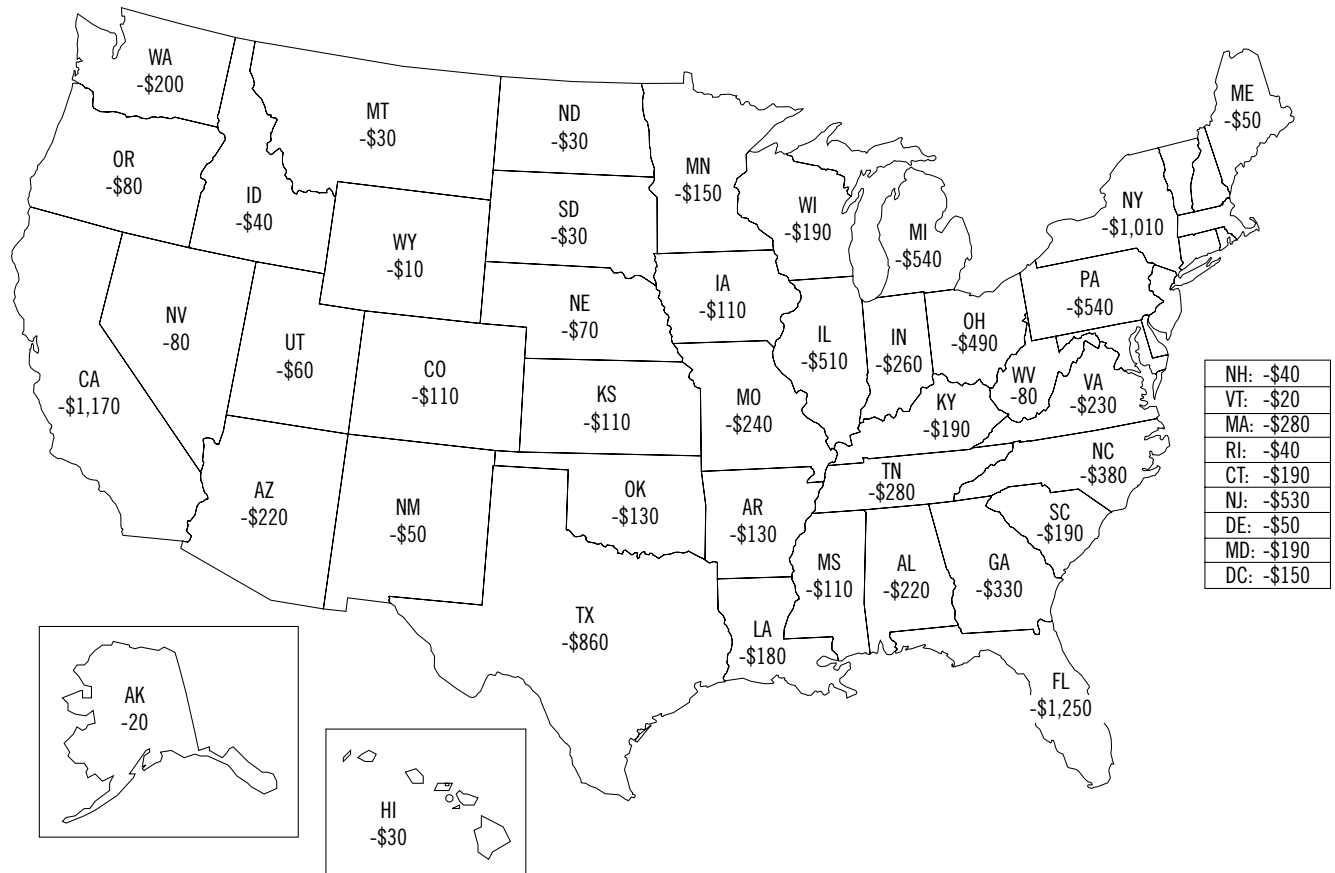 WA
-$200
MT
-$30
ND
-$30
ME
-$50
OR
-$80
ID
-$40
MN
-$150
SD
-$30
WI
-$190
NY
-$1,010
MI
-$540
WY
-$10
IA
-$110
PA
-$540
NE
-$70
NV
-80
UT
-$60
IL
-$510
IN
-$260
OH
-$490
CO
-$110
CA
-$1,170
KS
-$110
MO
-$240
WV
-80
VA
-$230
KY
-$190
NH: -$40
VT: -$20
MA: -$280
RI: -$40
CT: -$190
NJ: -$530
DE: -$50
MD: -$190
DC: -$150
NC
-$380
TN
-$280
AZ
-$220
NM
-$50
OK
-$130
AR
-$130
SC
-$190
MS
-$110
AL
-$220
GA
-$330
TX
-$860
LA
-$180
FL
-$1,250
AK
-20
HI
-$30